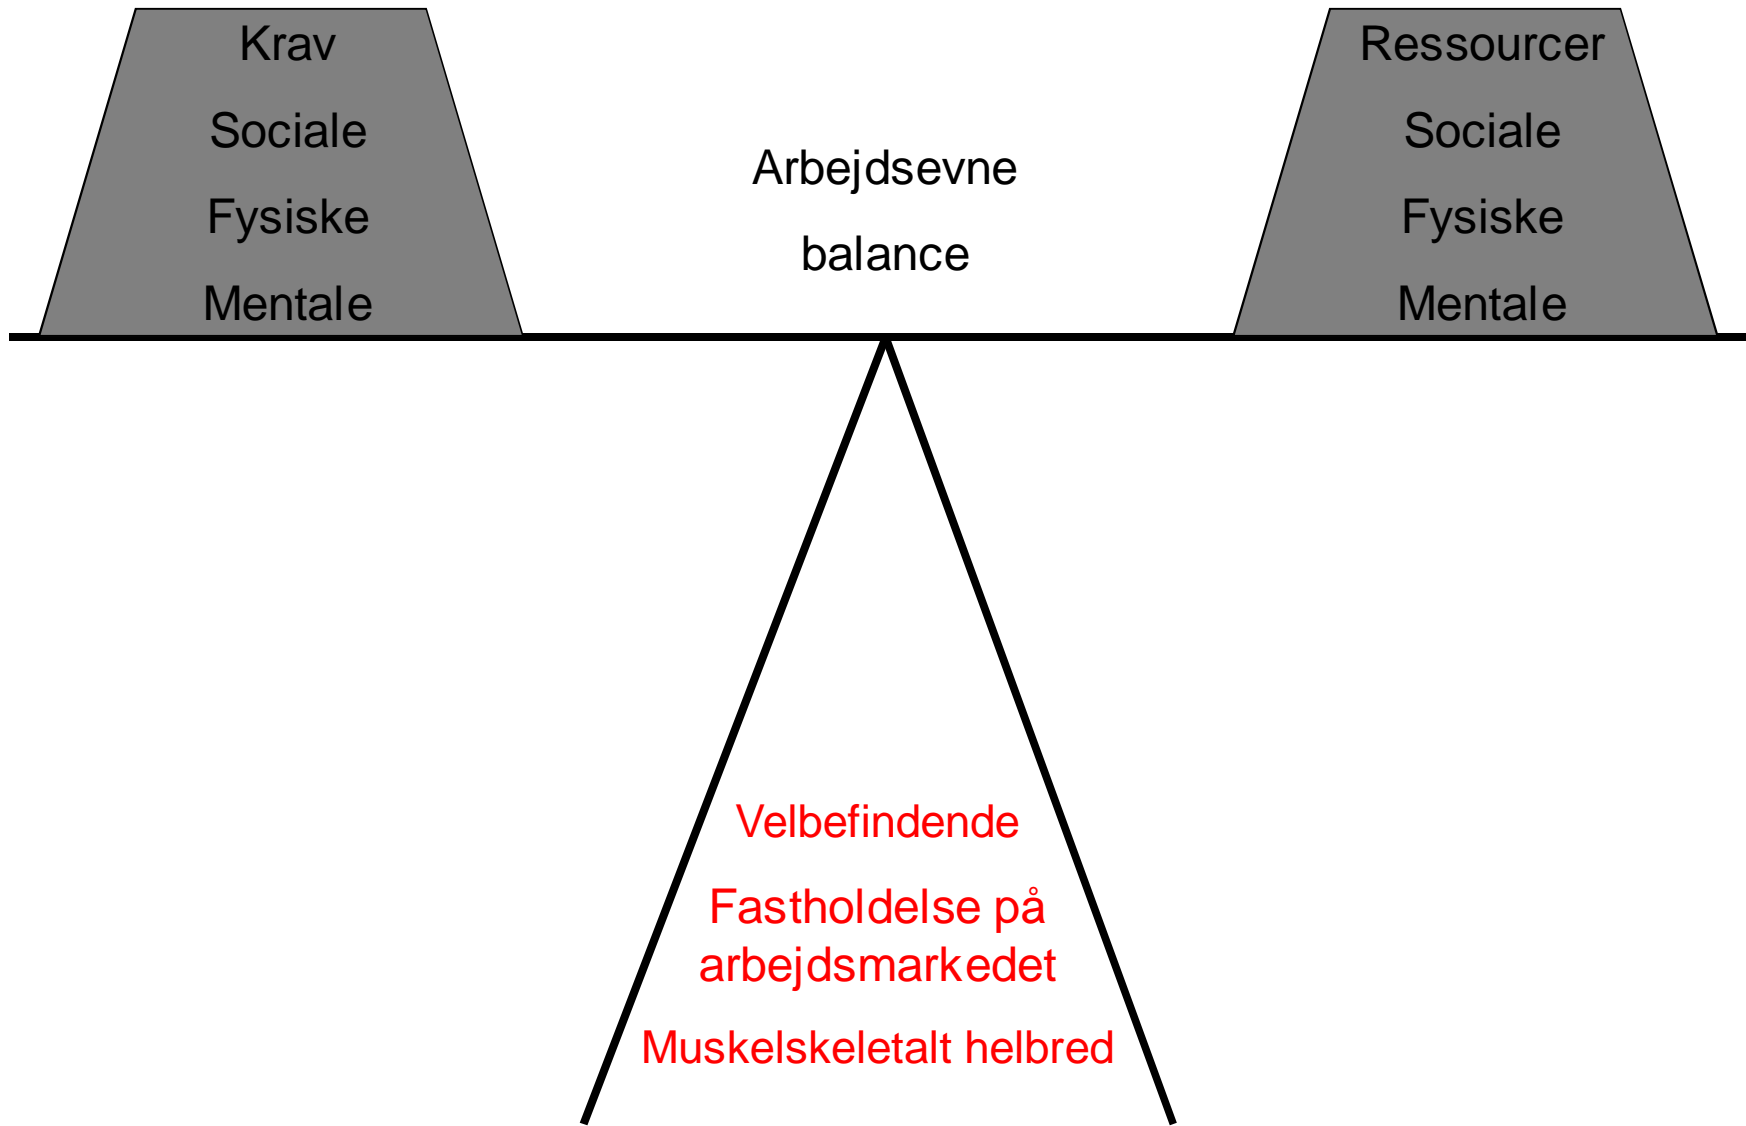 Krav
Sociale
Fysiske
Mentale
Arbejdsevne
balance
Ressourcer
Sociale
Fysiske
Mentale
Velbefindende
Fastholdelse på
arbejdsmarkedet
Muskelskeletalt helbred